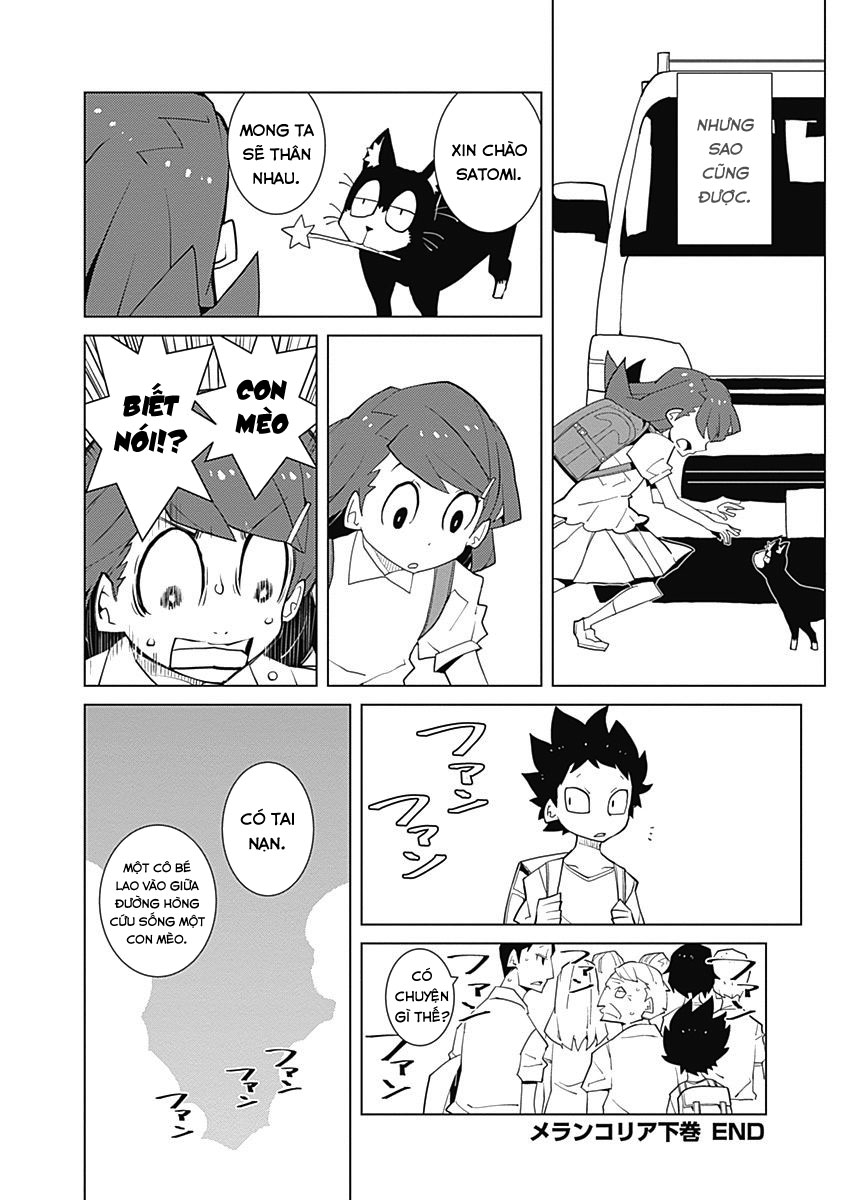 NHƯNG
SAO
CŨNG
ĐƯỢC.
XIN CHÀO
SATOMI.
MONG TA
SẼ THÂN
NHAU.
CON
MÈO
BIẾT
NÓI!?
ファン
ファン
ファン
ファン
ファン
CÓ
CHUYỆN
GÌ THẾ?
CÓ TAI
NẠN.
MỘT CÔ BÉ
LAO VÀO GIỮA
ĐƯỜNG HÒNG
CỨU SỐNG MỘT
CON MÈO.
ファン
ファン
ファン
メランコリア下巻 END